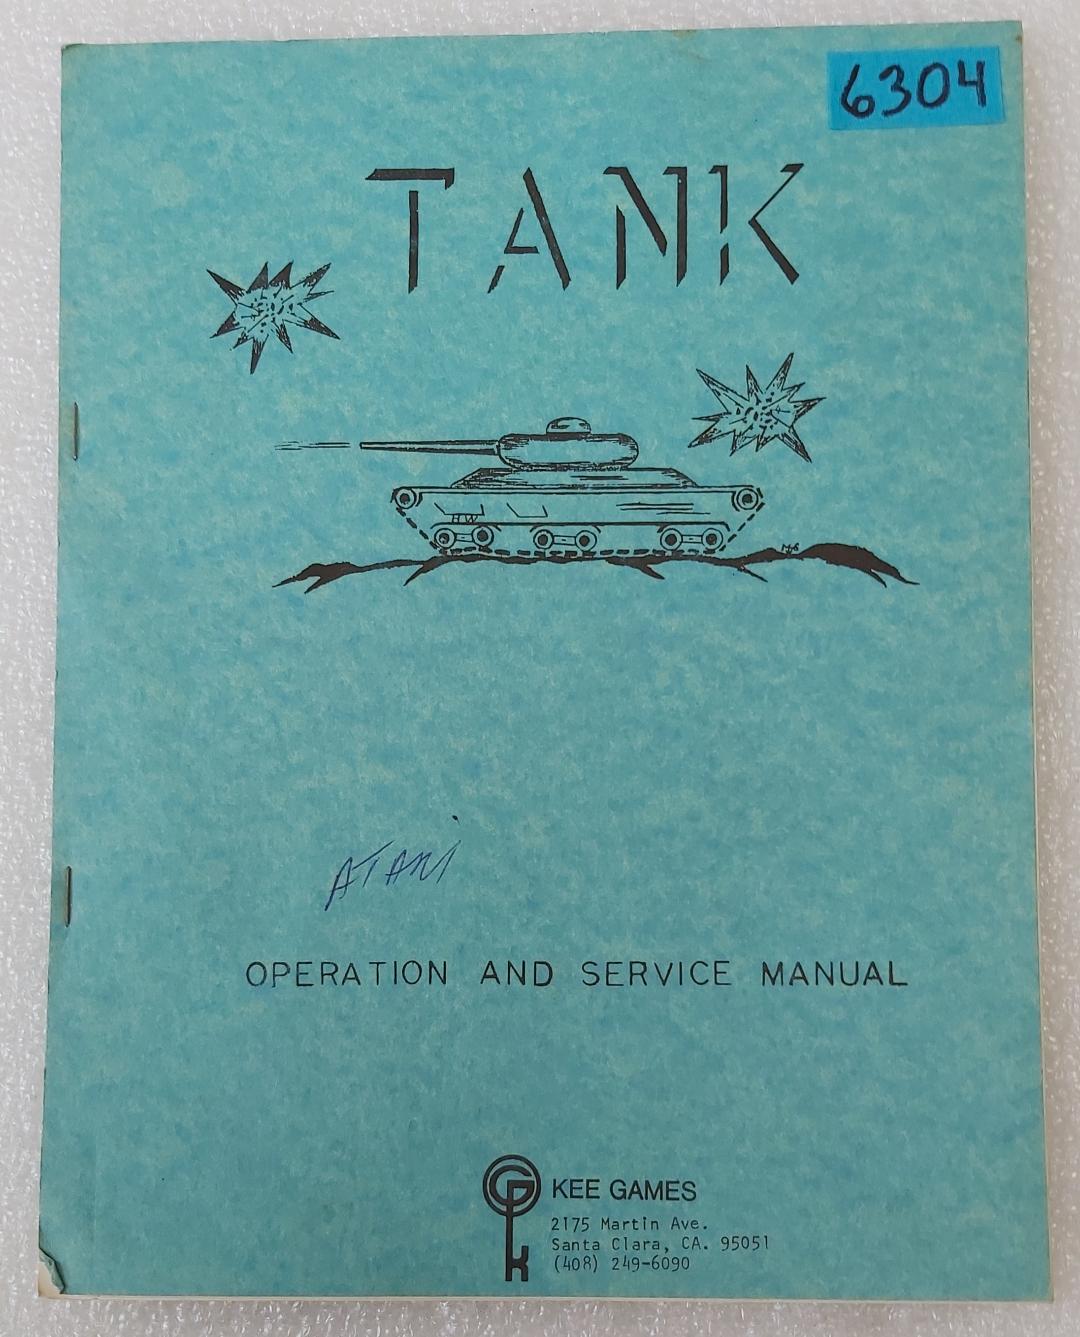 6304
TANK
HW
ATARI
OPERATION AND SERVICE MANUAL
KEE GAMES
2175 Martin Ave.
Santa Clara, CA. 95051
(408) 249-6090